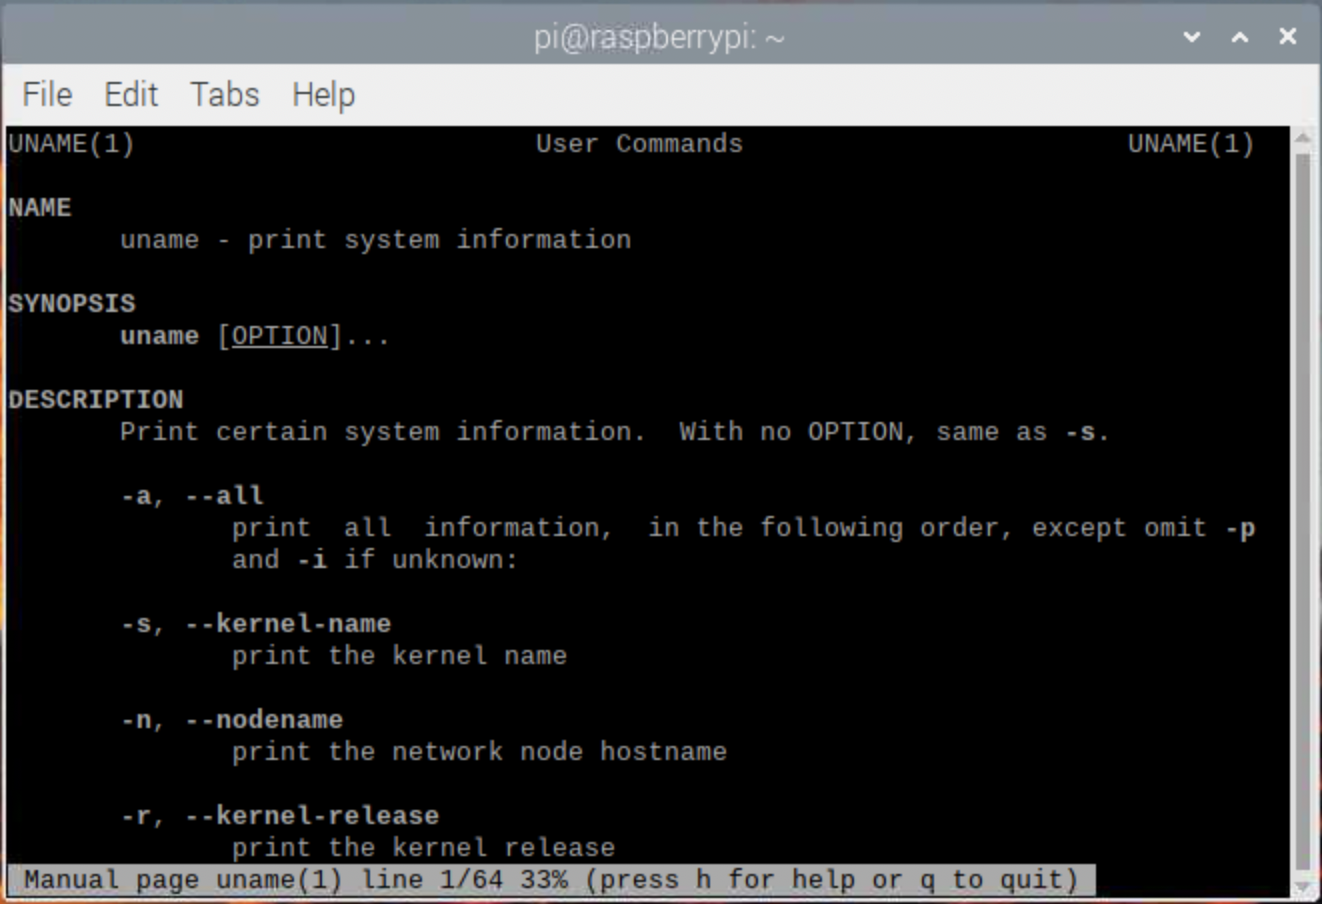 pi@raspberrypi: ~
File Edit Tabs Help
UNAME(1) User Commands UNAME(1)
NAME
uname - print system information
SYNOPSIS
uname [OPTION]...
DESCRIPTION
Print certain system information.  With no OPTION, same as -s.
-a, --all
print  all  information,  in the following order, except omit -p
and -i if unknown:
-s, --kernel-name
print the kernel name
-n, --nodename
print the network node hostname
-r, --kernel-release
print the kernel release
Manual page uname(1) line 1/64 33% (press h for help or q to quit)